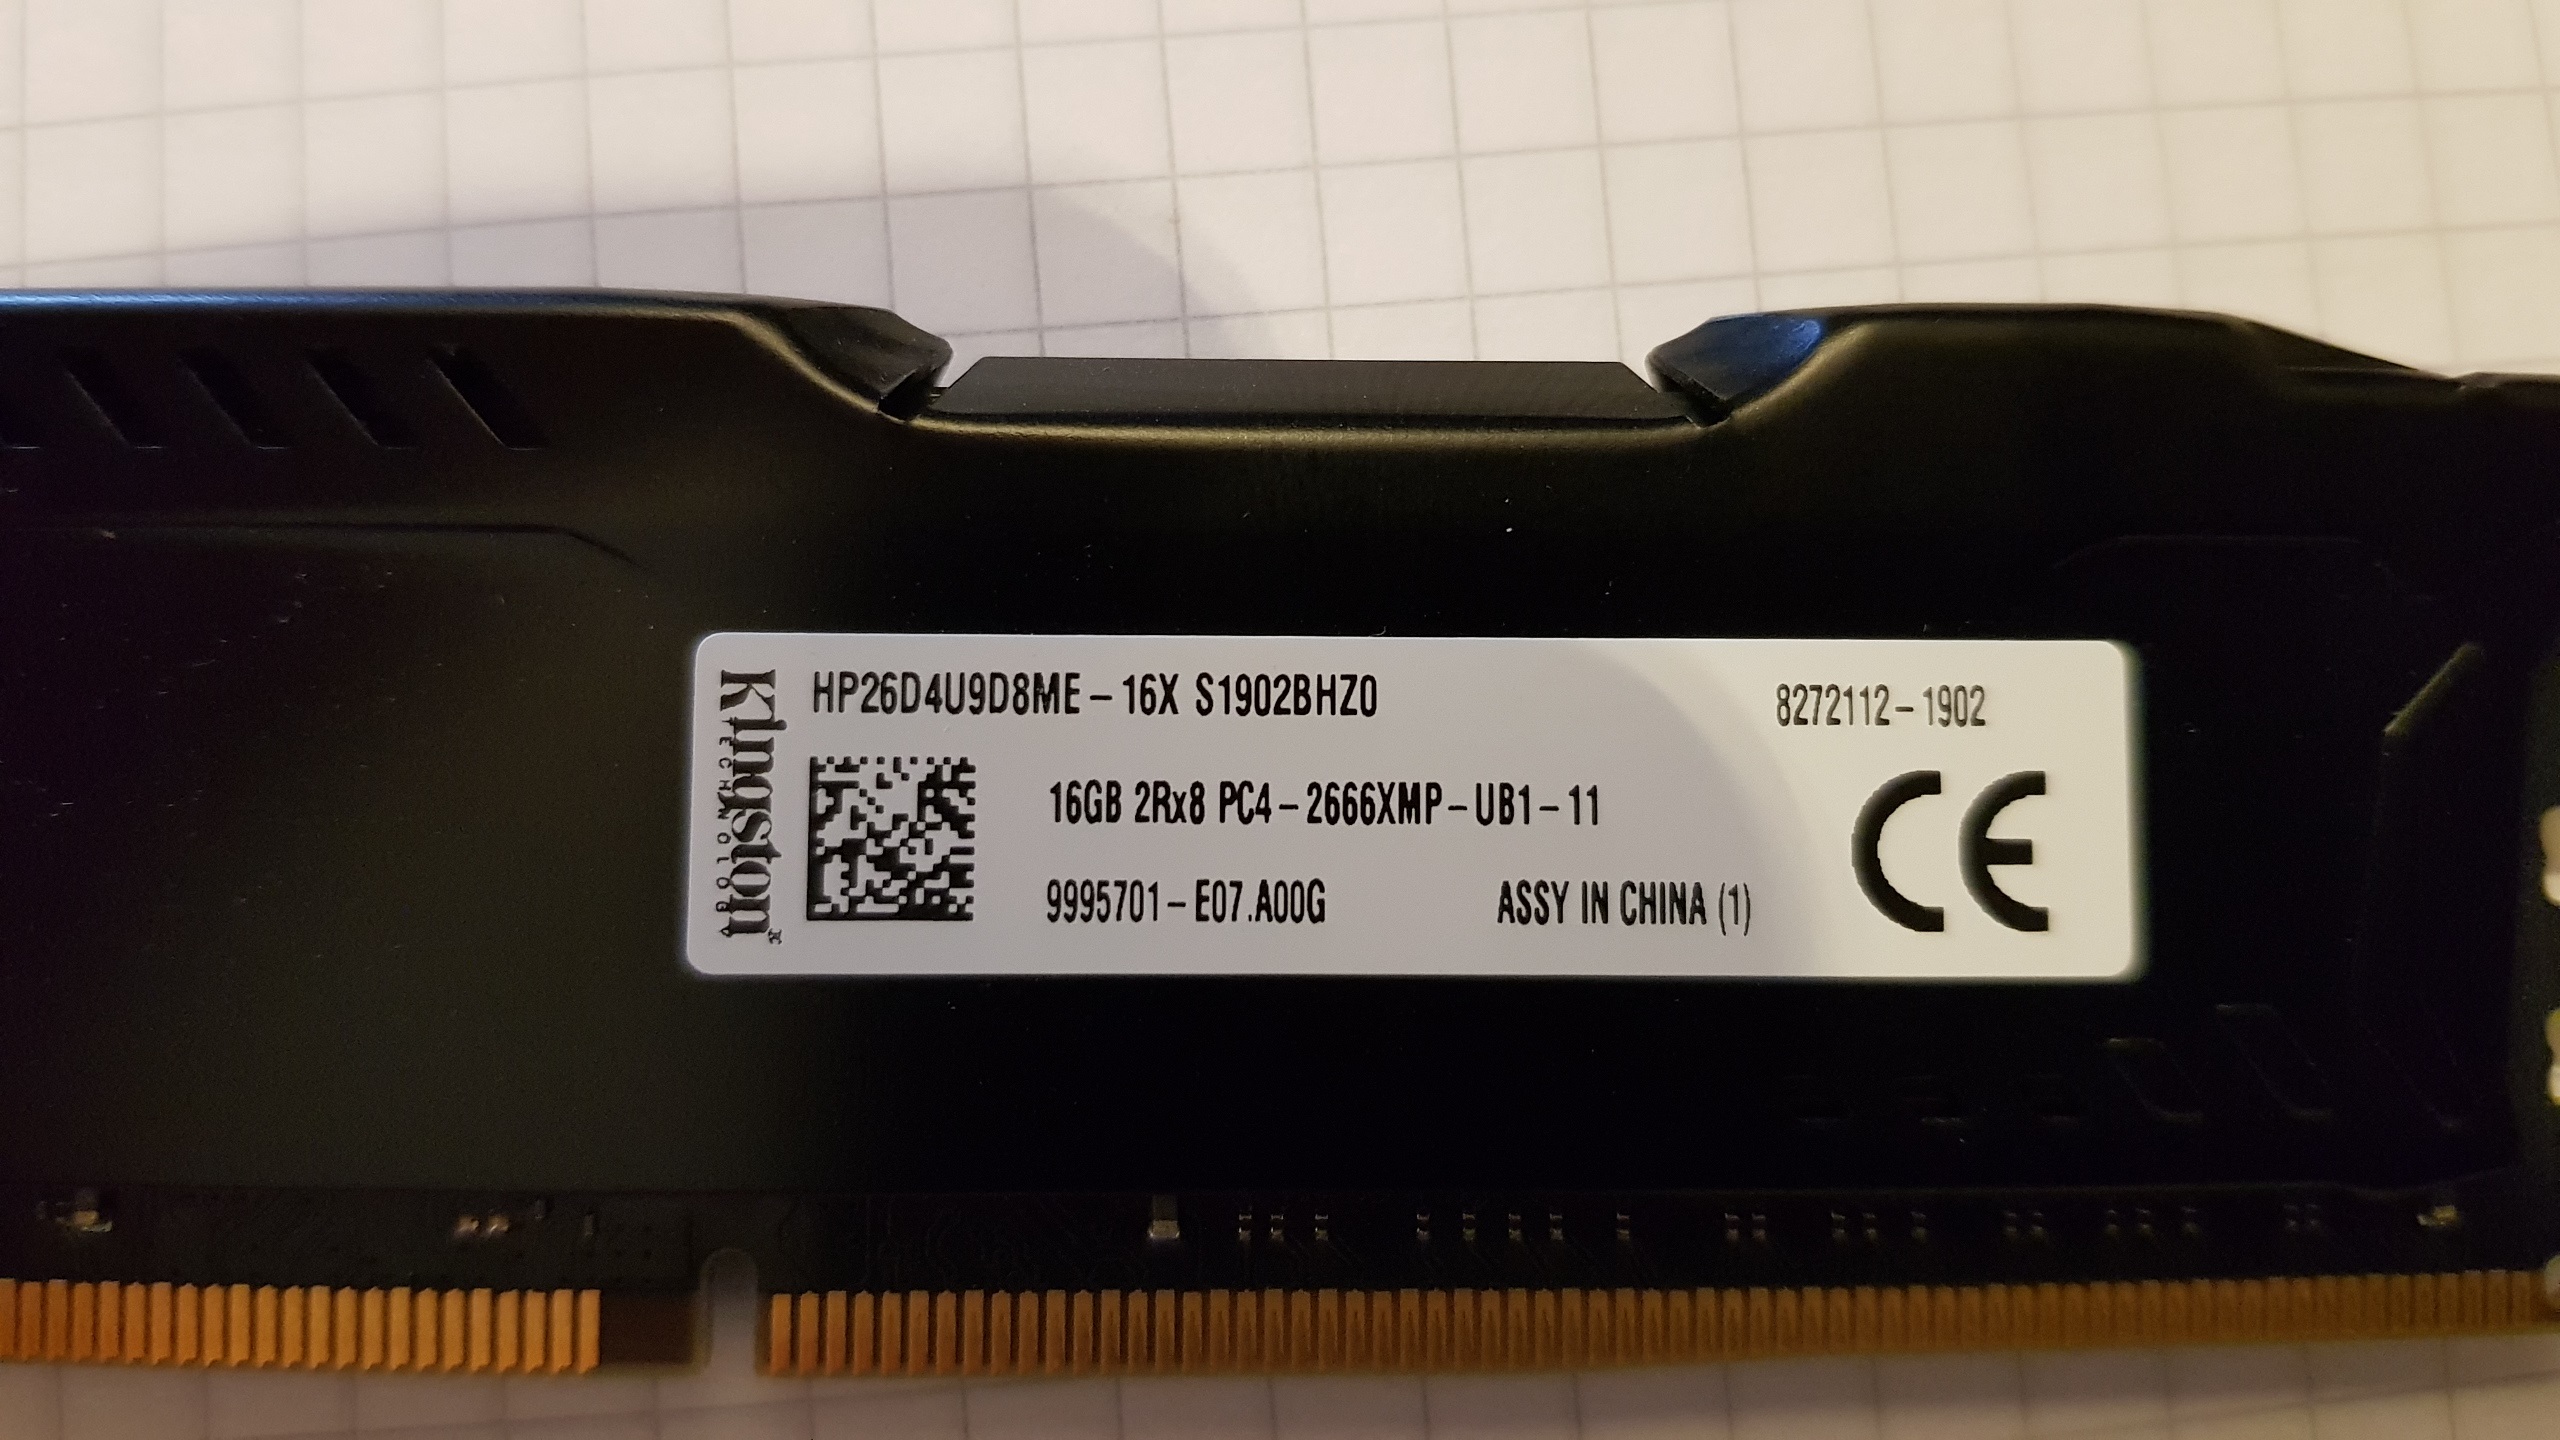 Kingston
TECHNOLOGY
HP26D4U9D8ME-16X S1902BHZ0
8272112-1902
16GB 2Rx8 PC4-2666XMP-UB1-11
9995701-E07.A00G
ASSY IN CHINA (1)
CE